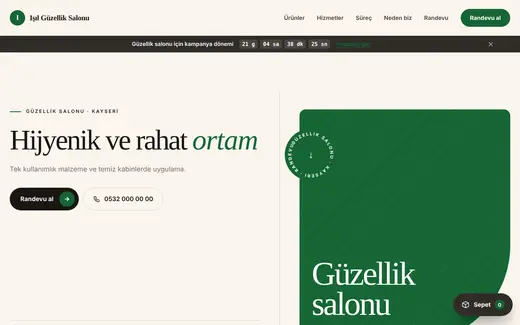 I Işıl Güzellik Salonu Ürünler Hizmetler Süreç Neden biz Randevu Randevu al
Güzellik salonu için kampanya dönemi 21 g 04 sa 38 dk 25 sn
GÜZELLİK SALONU · KAYSERİ
Hijyenik ve rahat ortam
Tek kullanımlık malzeme ve temiz kabinlerde uygulama.
Randevu al → 0532 000 00 00
GÜZELLİK SALONU · KAYSERİ · RANDEVU
↓
Güzellik
salonu
Sepet 0